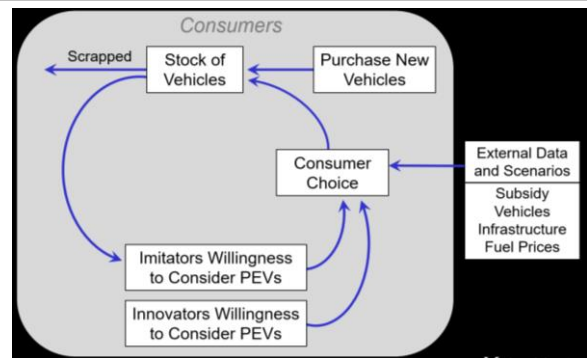 Consumers
Scrapped
Stock of
Vehicles
Purchase New
Vehicles
Consumer
Choice
External Data
and Scenarios
Subsidy
Vehicles
Infrastructure
Fuel Prices
Imitators Willingness
to Consider PEVs
Innovators Willingness
to Consider PEVs